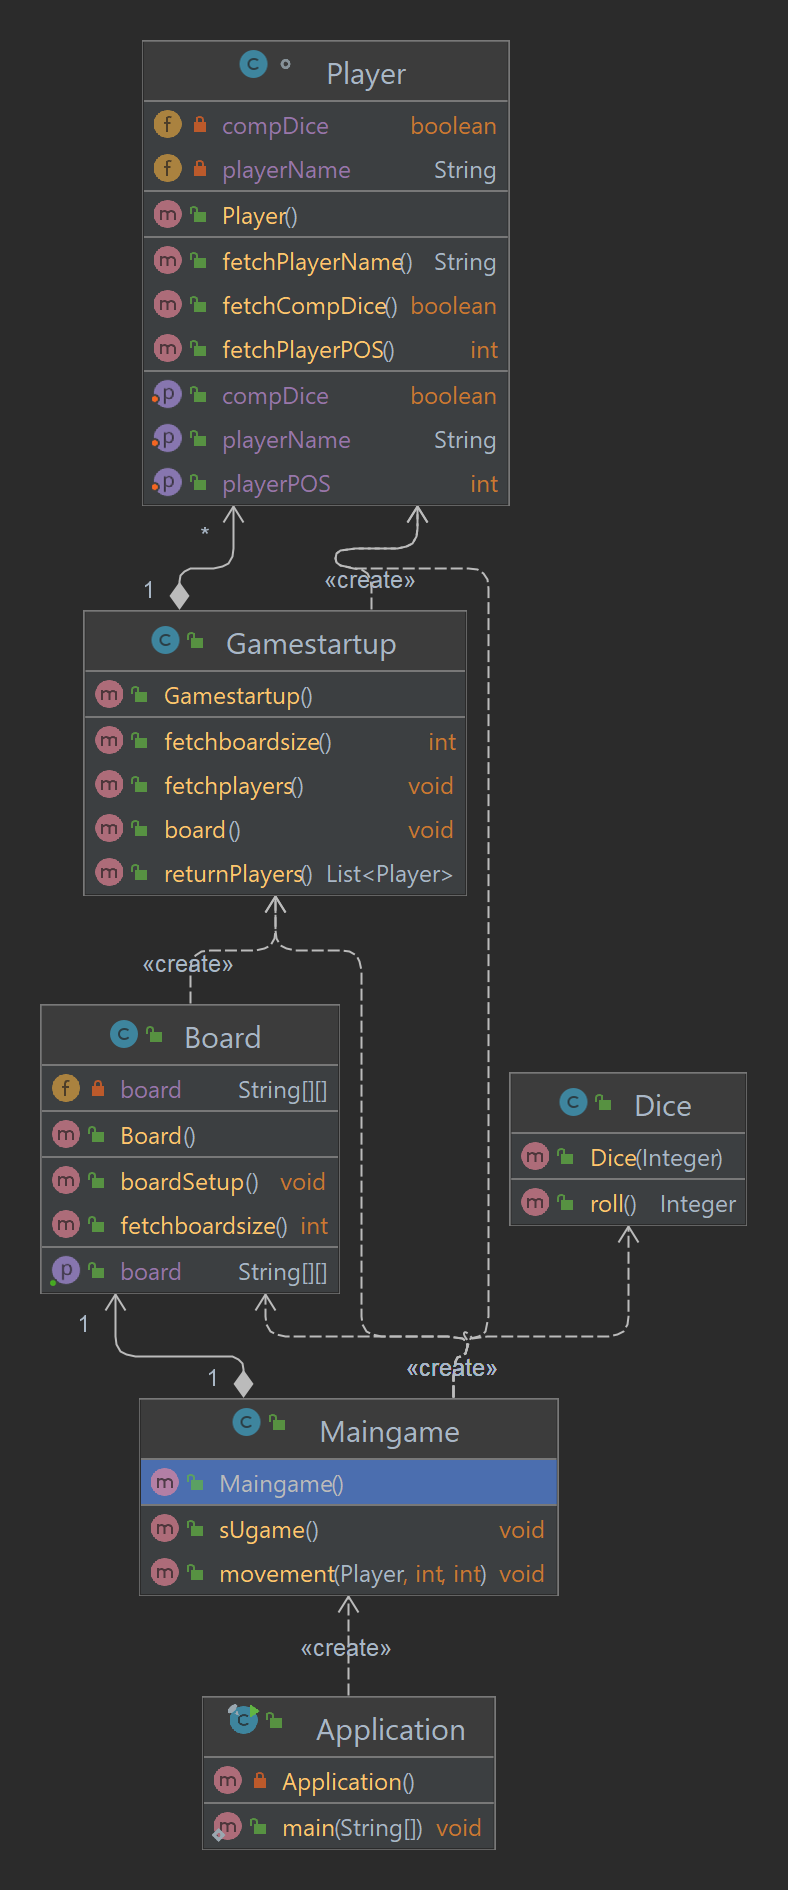 Player
compDice boolean
playerName String
Player()
fetchPlayerName() String
fetchCompDice() boolean
fetchPlayerPOS() int
compDice boolean
playerName String
playerPOS int
*
«create»
1
Gamestartup
Gamestartup()
fetchboardsize() int
fetchplayers() void
board() void
returnPlayers() List<Player>
«create»
Board
board String[][]
Board()
boardSetup() void
fetchboardsize() int
board String[][]
Dice
Dice(Integer)
roll() Integer
1
1
«create»
Maingame
Maingame()
sUgame() void
movement(Player, int, int) void
«create»
Application
Application()
main(String[]) void